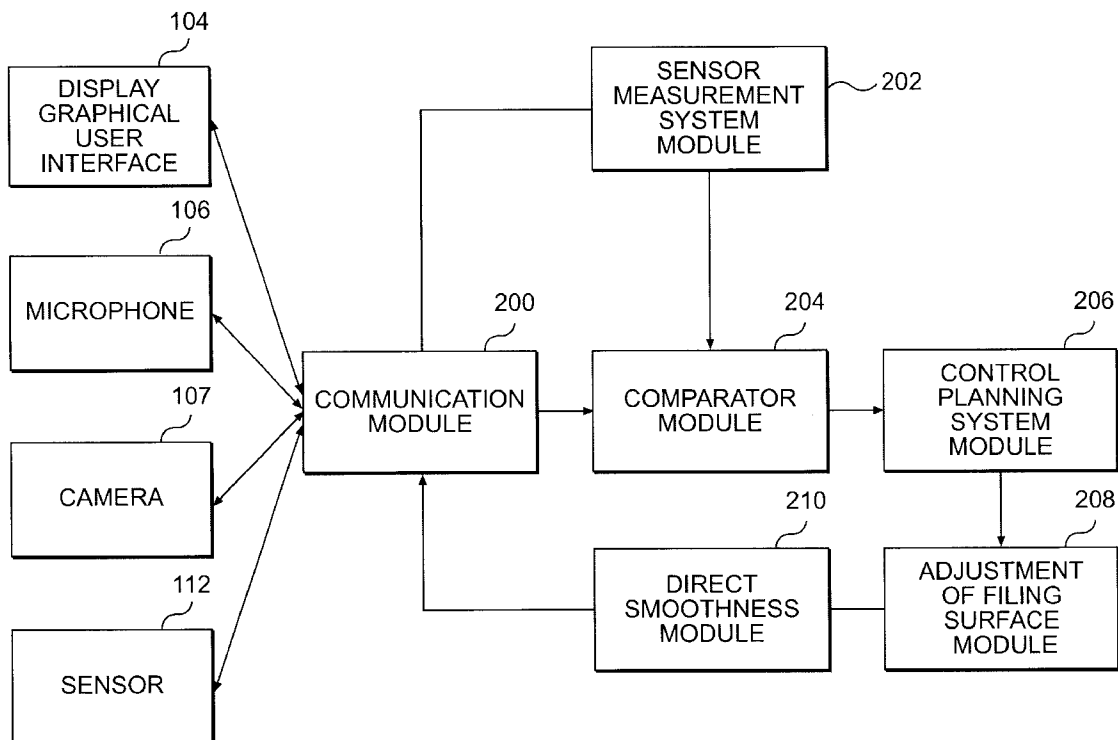 104
DISPLAY
GRAPHICAL
USER
INTERFACE
106
MICROPHONE
107
CAMERA
112
SENSOR
200
COMMUNICATION
MODULE
SENSOR
MEASUREMENT
SYSTEM
MODULE
202
204
COMPARATOR
MODULE
206
CONTROL
PLANNING
SYSTEM
MODULE
210
DIRECT
SMOOTHNESS
MODULE
208
ADJUSTMENT
OF FILING
SURFACE
MODULE